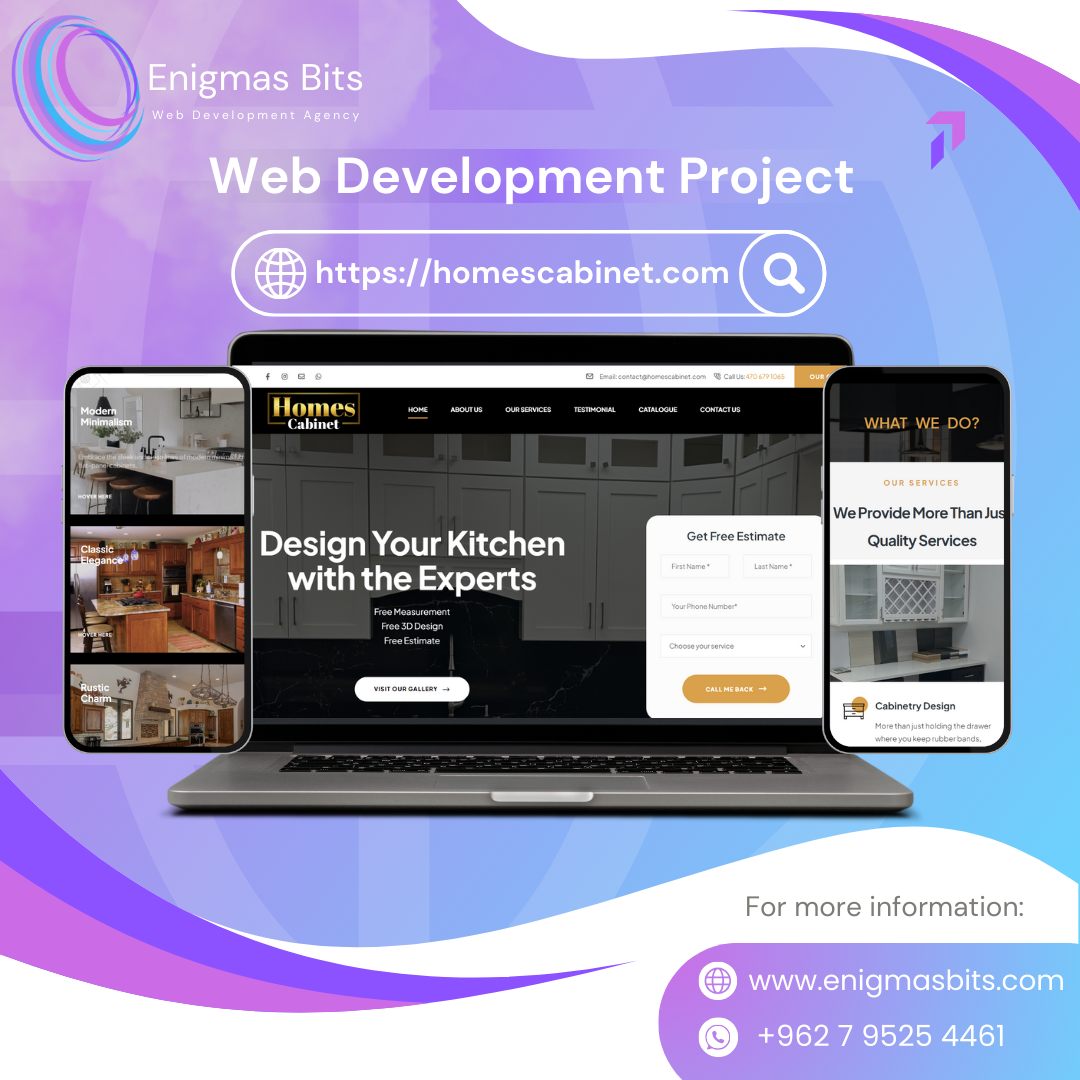 Enigmas Bits
Web Development Agency
Web Development Project
https://homescabinet.com
Email: contact@homescabinet.com
Call Us: 470 679 1065
OUR
Homes
Cabinet
HOME
ABOUT US
OUR SERVICES
TESTIMONIAL
CATALOGUE
CONTACT US
Design Your Kitchen
with the Experts
Free Measurement
Free 3D Design
Free Estimate
VISIT OUR GALLERY
Get Free Estimate
First Name *
Last Name *
Your Phone Number*
Choose your service
CALL ME BACK
Modern
Minimalism
Embrace the sleek of modern
flat-panel cabinets.
HOVER HERE
Classic
Elegance
HOVER HERE
Rustic
Charm
WHAT WE DO?
OUR SERVICES
We Provide More Than Jus
Quality Services
Cabinetry Design
More than just holding the drawer
where you keep rubber bands,
For more information:
www.enigmasbits.com
+962 7 9525 4461